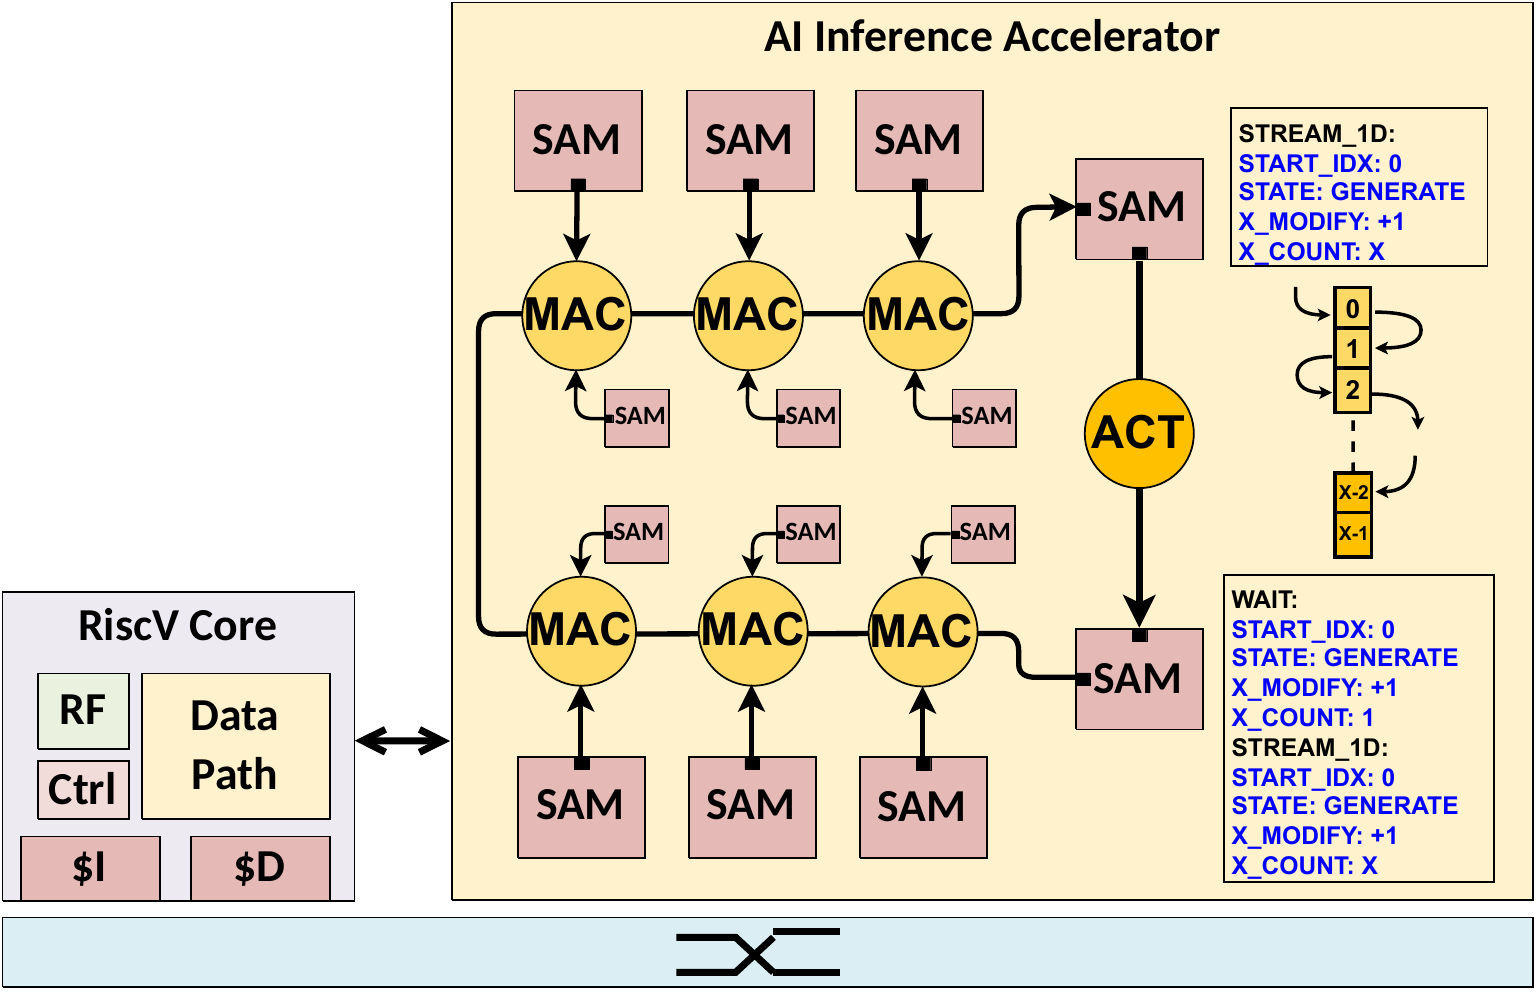 AI Inference Accelerator
SAM
SAM
SAM
SAM
MAC
MAC
MAC
SAM
SAM
SAM
ACT
SAM
SAM
SAM
MAC
MAC
MAC
SAM
SAM
SAM
SAM
STREAM_1D:
START_IDX: 0
STATE: GENERATE
X_MODIFY: +1
X_COUNT: X
0
1
2
X-2
X-1
WAIT:
START_IDX: 0
STATE: GENERATE
X_MODIFY: +1
X_COUNT: 1
STREAM_1D:
START_IDX: 0
STATE: GENERATE
X_MODIFY: +1
X_COUNT: X
RiscV Core
RF
Ctrl
Data
Path
$I
$D